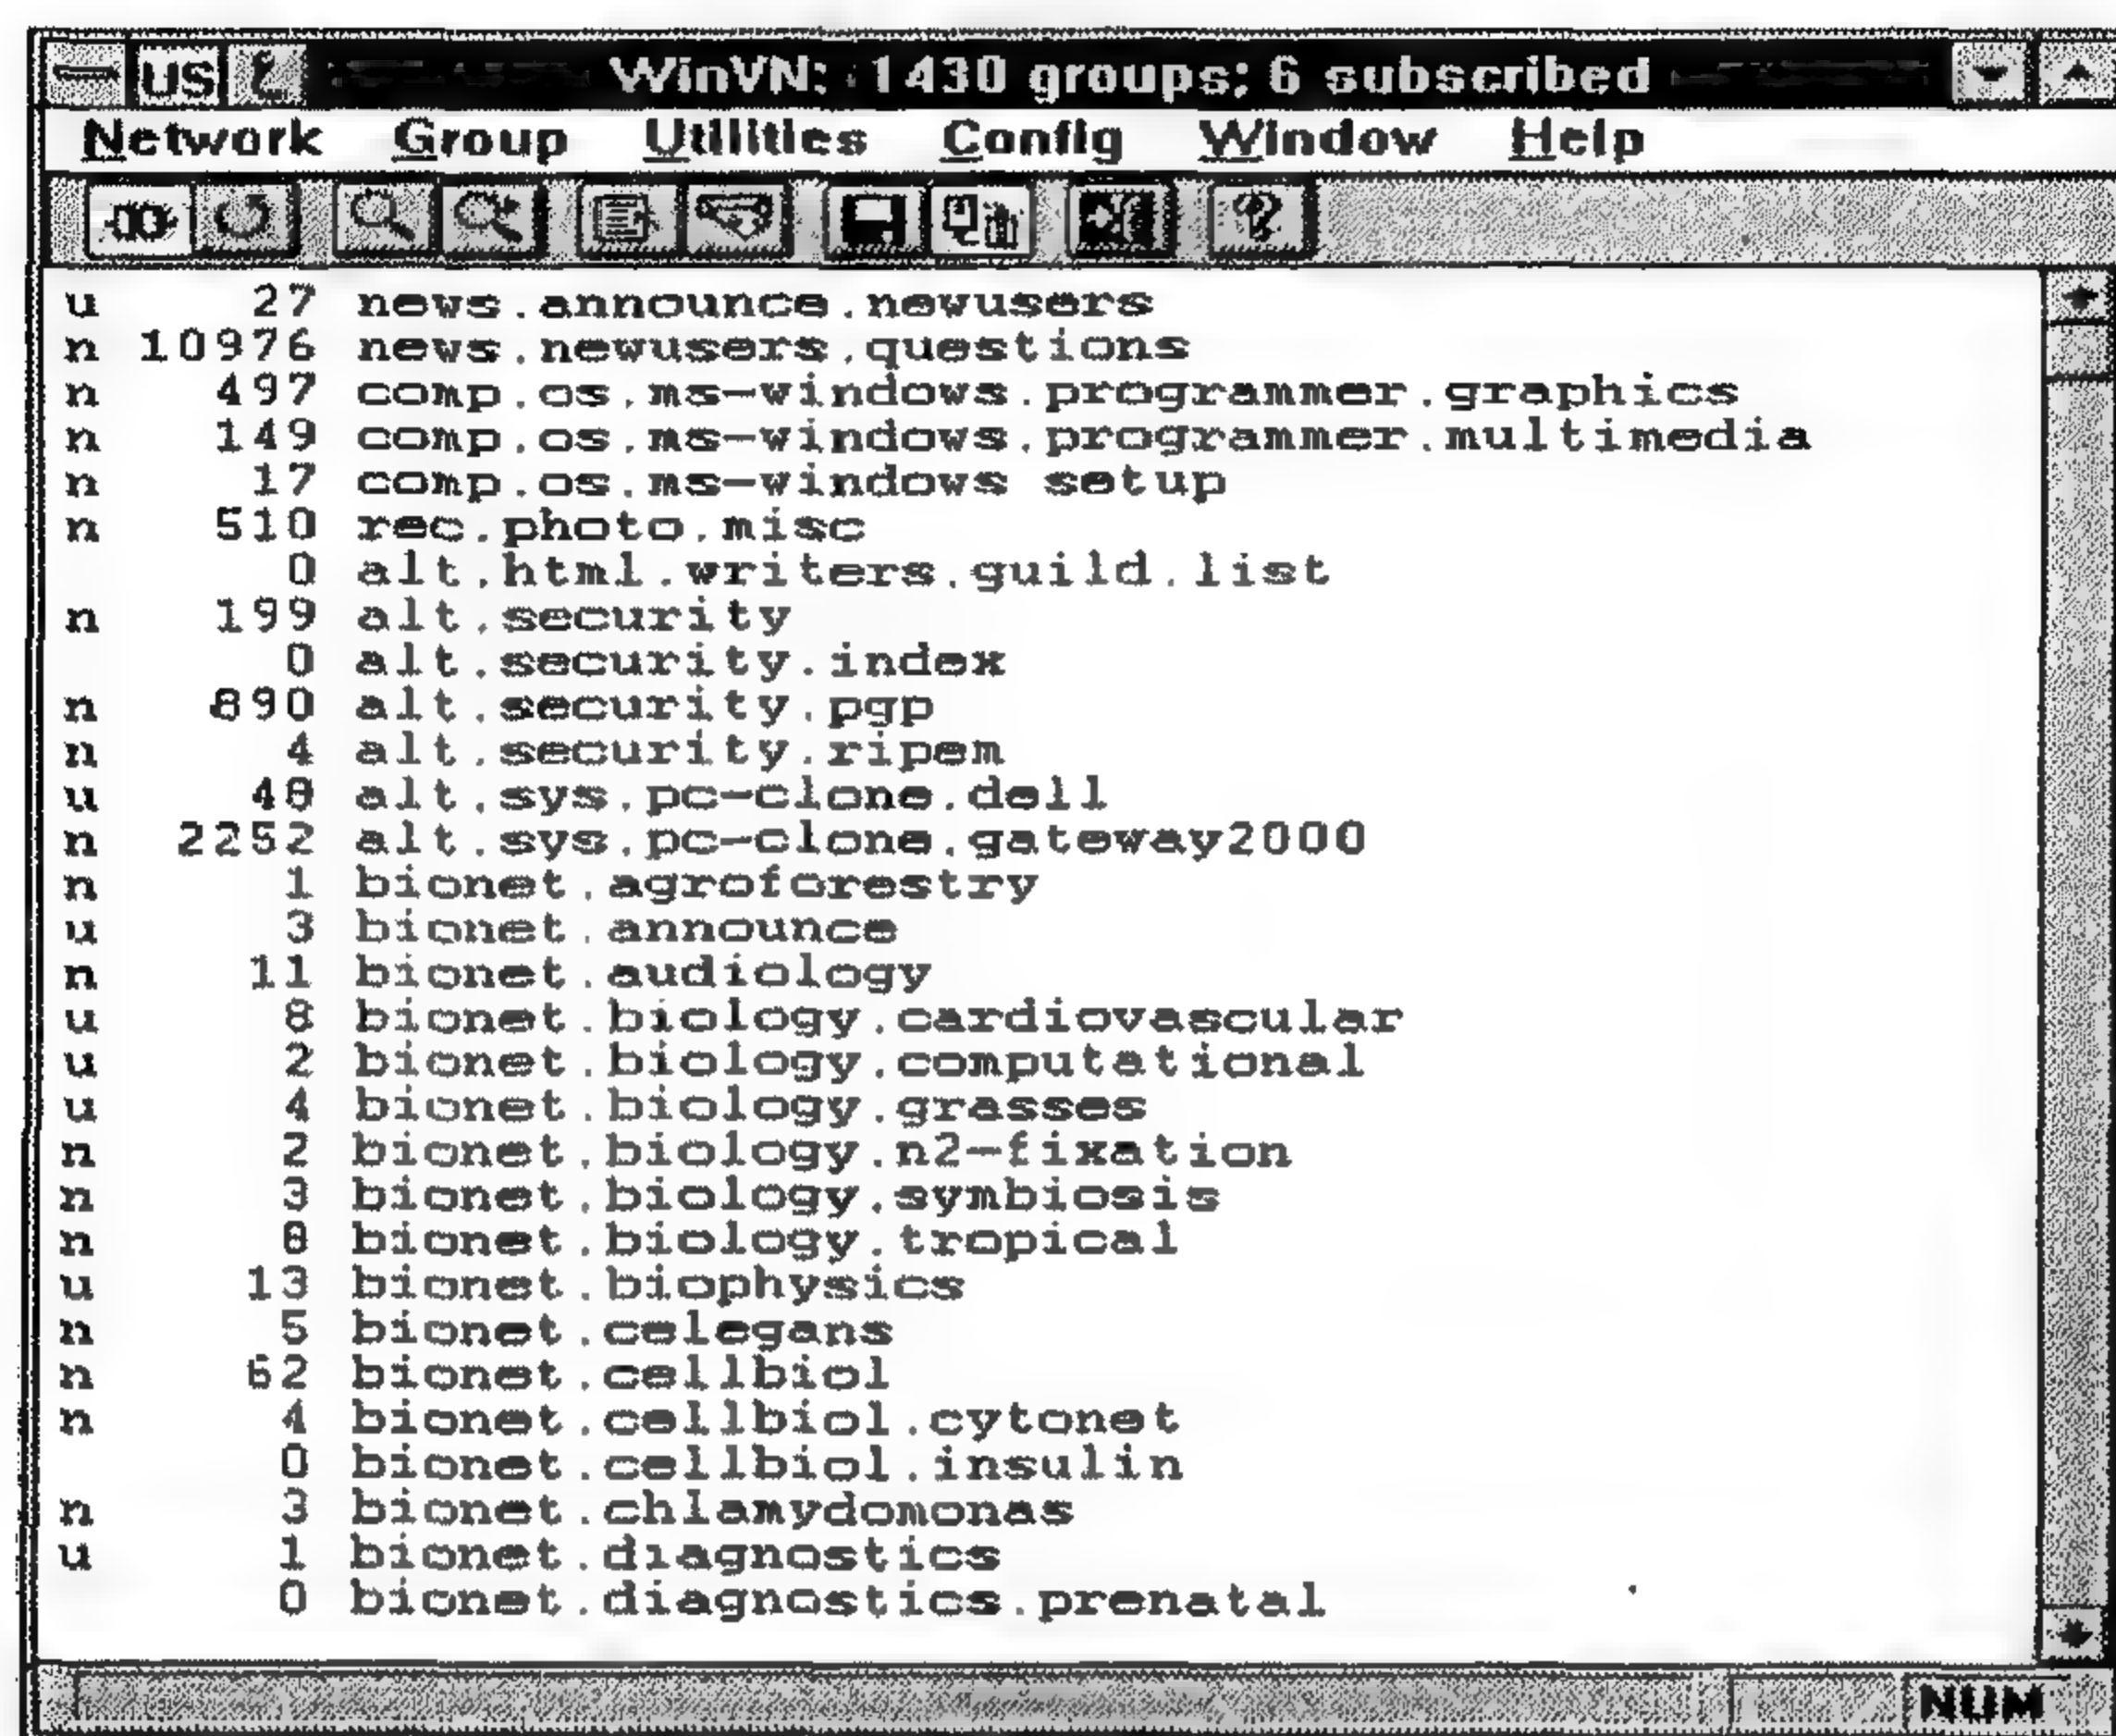 US
WinVN: 1430 groups; 6 subscribed
Network Group Utilities Config Window Help
u 27 news.announce.newusers
n 10976 news.newusers.questions
n 497 comp.os.ms-windows.programmer.graphics
n 149 comp.os.ms-windows.programmer.multimedia
n 17 comp.os.ms-windows setup
n 510 rec.photo.misc
0 alt.html.writers.guild.list
n 199 alt.security
0 alt.security.index
n 890 alt.security.pgp
n 4 alt.security.ripem
u 48 alt.sys.pc-clone.dell
n 2252 alt.sys.pc-clone.gateway2000
n 1 bionet.agroforestry
u 3 bionet.announce
n 11 bionet.audiology
u 8 bionet.biology.cardiovascular
u 2 bionet.biology.computational
u 4 bionet.biology.grasses
n 2 bionet.biology.n2-fixation
n 3 bionet.biology.symbiosis
n 8 bionet.biology.tropical
u 13 bionet.biophysics
n 5 bionet.celegans
n 62 bionet.cellbiol
n 4 bionet.cellbiol.cytonet
0 bionet.cellbiol.insulin
n 3 bionet.chlamydomonas
u 1 bionet.diagnostics
0 bionet.diagnostics.prenatal
NUM